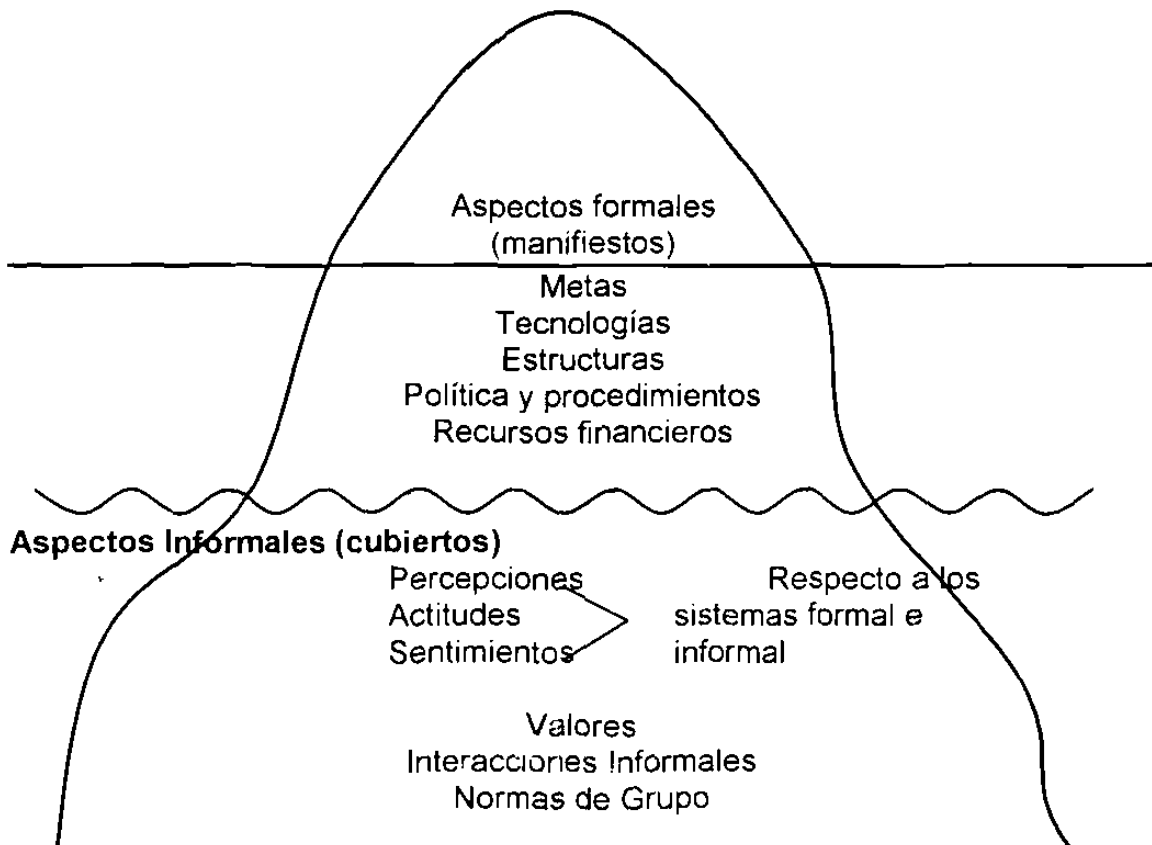 Aspectos formales
(manifiestos)
Metas
Tecnologías
Estructuras
Política y procedimientos
Recursos financieros
Aspectos Informales (cubiertos)
Percepciones Respecto a los
Actitudes sistemas formal e
Sentimientos informal
Valores
Interacciones Informales
Normas de Grupo